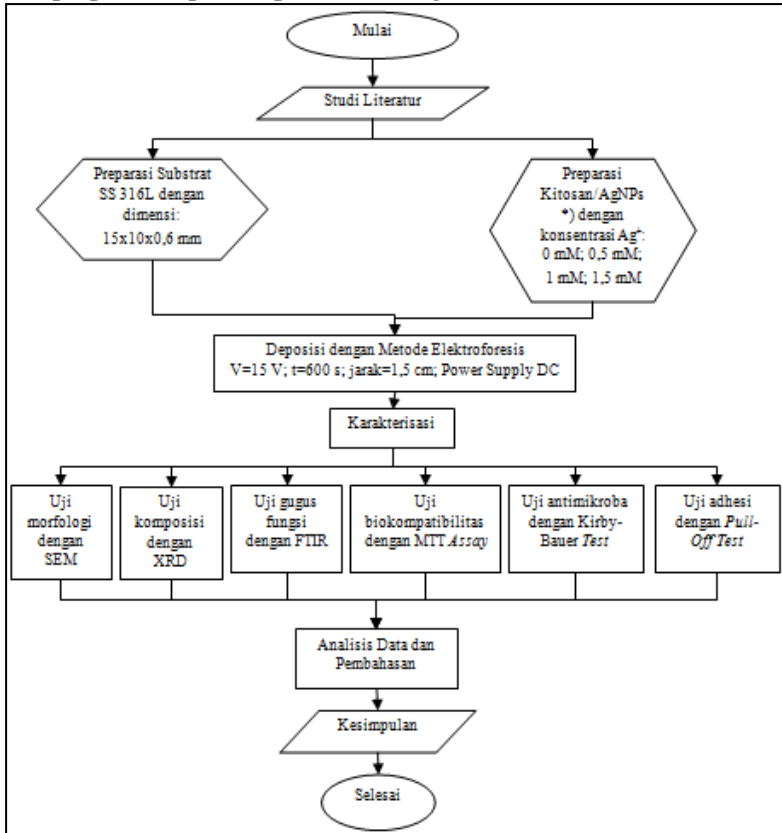 Mulai
Studi Literatur
Preparasi Substrat
SS 316L dengan
dimensi:
15x10x0,6 mm
Preparasi
Kitosan/AgNPs
*) dengan
konsentrasi Ag⁺:
0 mM; 0,5 mM;
1 mM; 1,5 mM
Deposisi dengan Metode Elektroforesis
V=15 V; t=600 s; jarak=1,5 cm; Power Supply DC
Karakterisasi
Uji
morfologi
dengan
SEM
Uji
komposisi
dengan
XRD
Uji gugus
fungsi
dengan FTIR
Uji
biokompatibilitas
dengan MTT Assay
Uji antimikroba
dengan Kirby-
Bauer Test
Uji adhesi
dengan Pull-
Off Test
Analisis Data dan
Pembahasan
Kesimpulan
Selesai